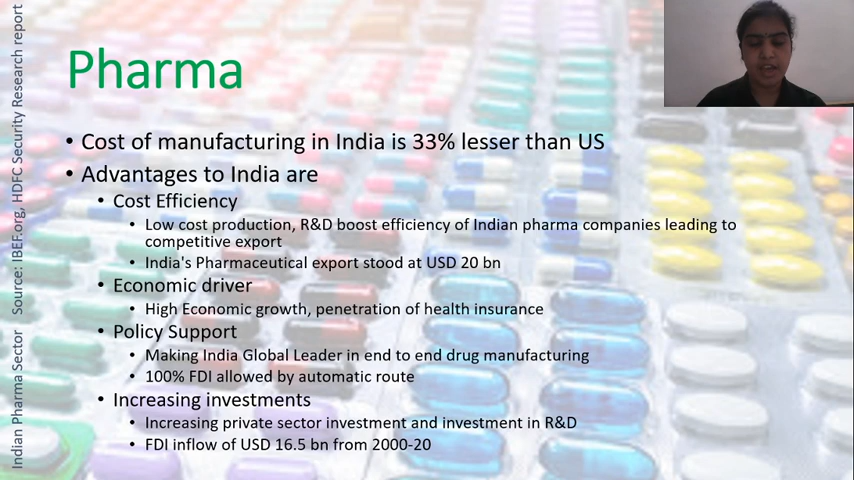 Pharma
• Cost of manufacturing in India is 33% lesser than US
• Advantages to India are
• Cost Efficiency
• Low cost production, R&D boost efficiency of Indian pharma companies leading to
competitive export
• India's Pharmaceutical export stood at USD 20 bn
• Economic driver
• High Economic growth, penetration of health insurance
• Policy Support
• Making India Global Leader in end to end drug manufacturing
• 100% FDI allowed by automatic route
• Increasing investments
• Increasing private sector investment and investment in R&D
• FDI inflow of USD 16.5 bn from 2000-20
Indian Pharma Sector Source: IBEF.org, HDFC Security Research report